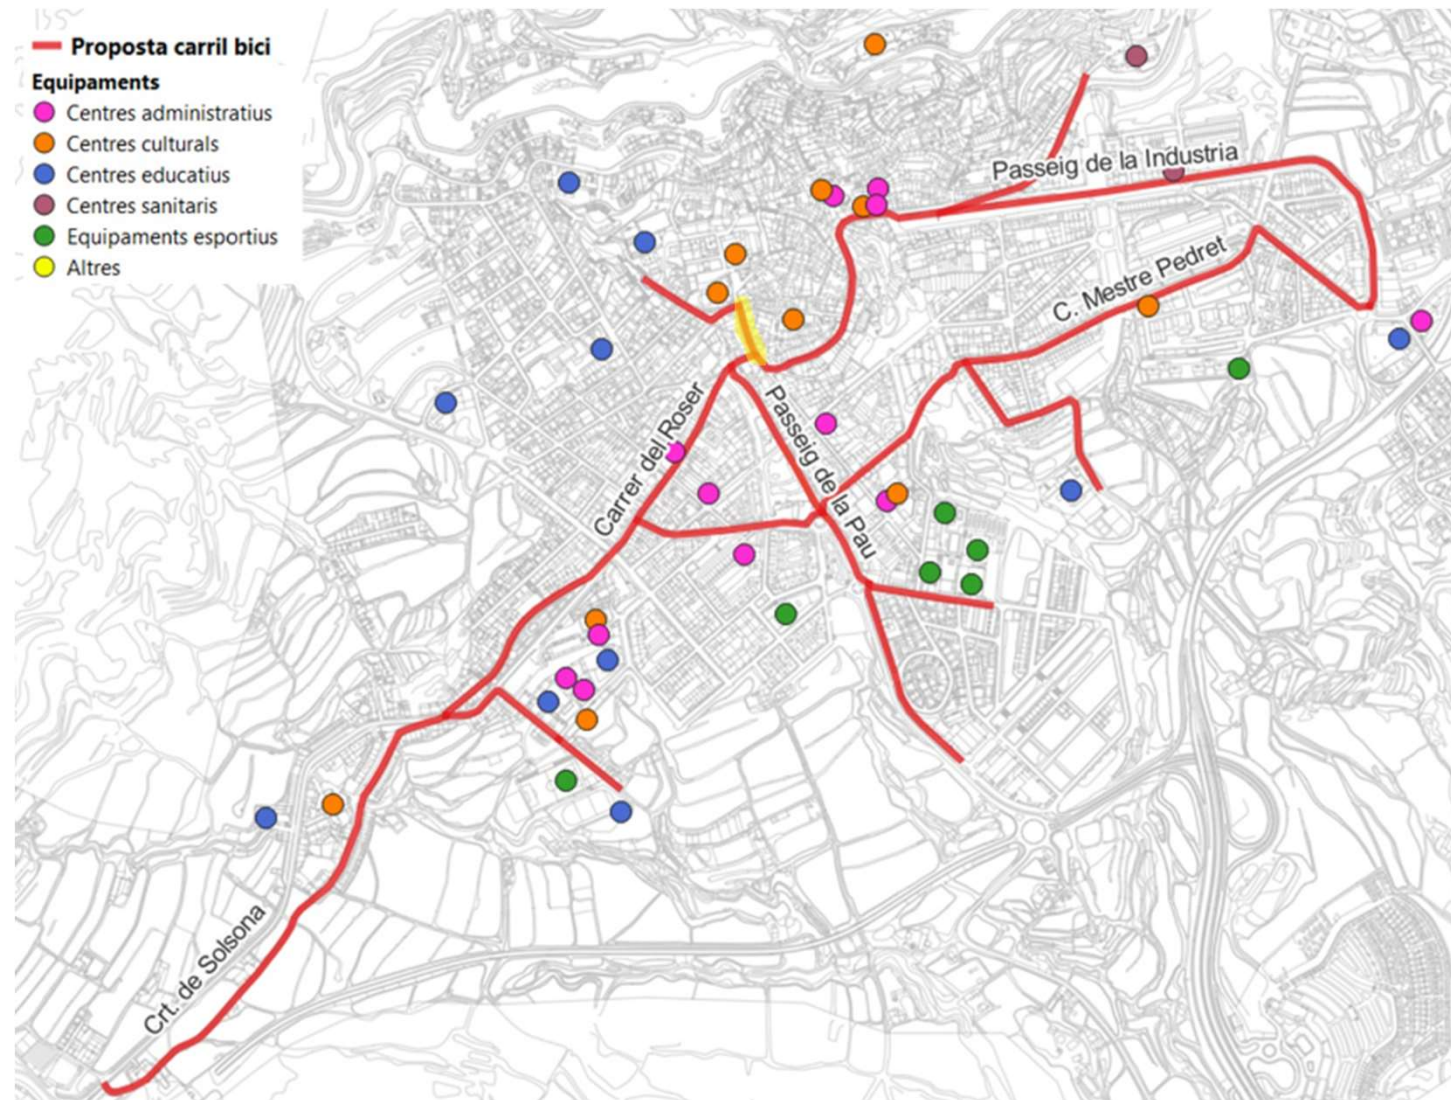 Proposta carril bici
Equipaments
Centres administratius
Centres culturals
Centres educatius
Centres sanitaris
Equipaments esportius
Altres
Passeig de la Industria
C. Mestre Pedret
Carrer del Roser
Passeig de la Pau
Crt. de Solsona